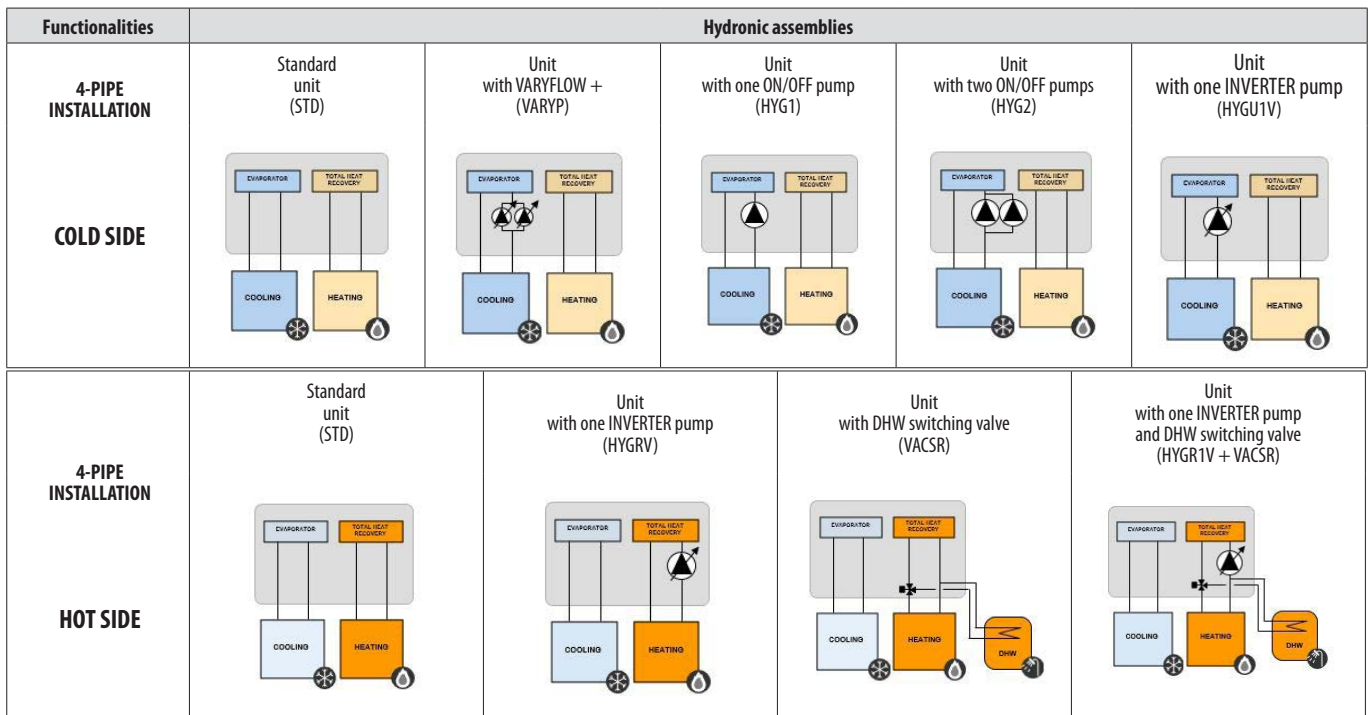 Functionalities
Hydronic assemblies
4-PIPE
INSTALLATION
COLD SIDE
Standard
unit
(STD)
EVAPORATOR
TOTAL HEAT
RECOVERY
COOLING
HEATING
Unit
with VARYFLOW +
(VARYP)
EVAPORATOR
TOTAL HEAT
RECOVERY
COOLING
HEATING
Unit
with one ON/OFF pump
(HYG1)
EVAPORATOR
TOTAL HEAT
RECOVERY
COOLING
HEATING
Unit
with two ON/OFF pumps
(HYG2)
EVAPORATOR
TOTAL HEAT
RECOVERY
COOLING
HEATING
Unit
with one INVERTER pump
(HYGU1V)
EVAPORATOR
TOTAL HEAT
RECOVERY
COOLING
HEATING
4-PIPE
INSTALLATION
HOT SIDE
Standard
unit
(STD)
EVAPORATOR
TOTAL HEAT
RECOVERY
COOLING
HEATING
Unit
with one INVERTER pump
(HYGRV)
EVAPORATOR
TOTAL HEAT
RECOVERY
COOLING
HEATING
Unit
with DHW switching valve
(VACSR)
EVAPORATOR
TOTAL HEAT
RECOVERY
COOLING
HEATING
DHW
Unit
with one INVERTER pump
and DHW switching valve
(HYGR1V + VACSR)
EVAPORATOR
TOTAL HEAT
RECOVERY
COOLING
HEATING
DHW